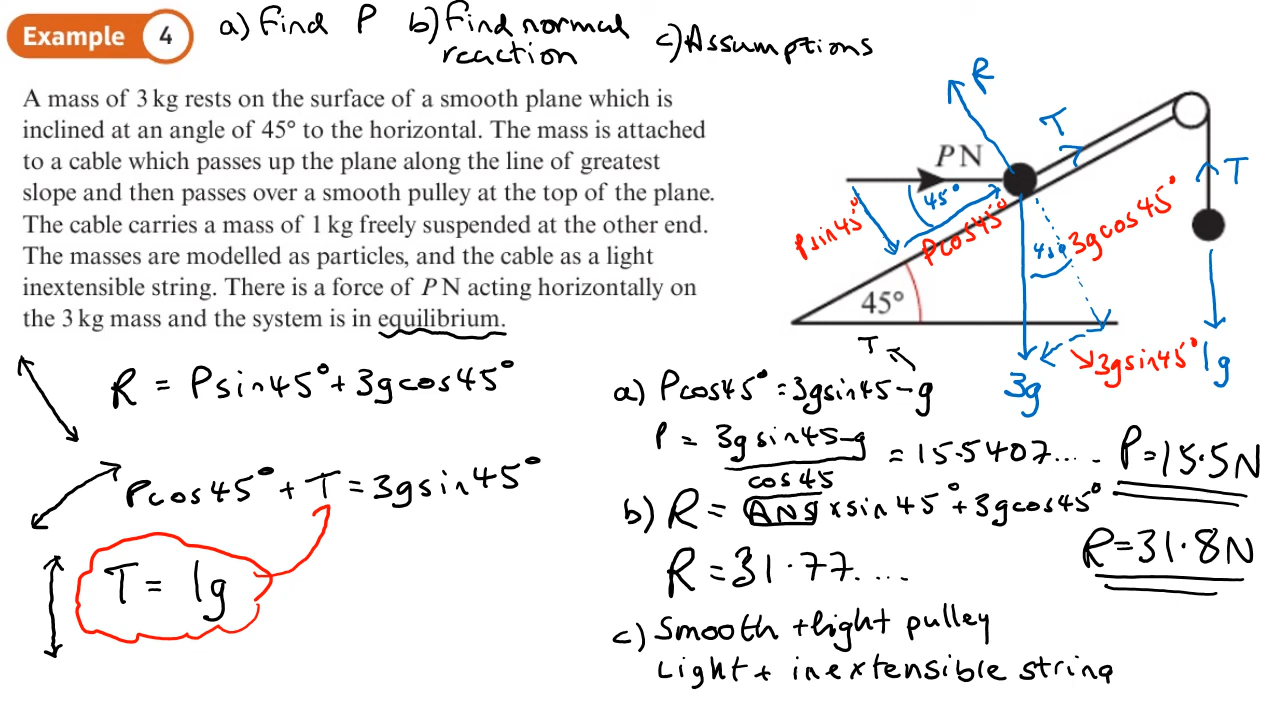 Example 4 a) Find P b) Find normal reaction c) Assumptions
A mass of 3 kg rests on the surface of a smooth plane which is
inclined at an angle of 45° to the horizontal. The mass is attached
to a cable which passes up the plane along the line of greatest
slope and then passes over a smooth pulley at the top of the plane.
The cable carries a mass of 1 kg freely suspended at the other end.
The masses are modelled as particles, and the cable as a light
inextensible string. There is a force of P N acting horizontally on
the 3 kg mass and the system is in equilibrium.
R
T
PN
T
45°
Psin45°
Pcos45°
45°
3gcos45°
45°
3gsin45°
1g
3g
R = Psin45° + 3gcos45°
Pcos45° + T = 3gsin45°
T = 1g
T
a) Pcos45° = 3gsin45 - g
P = 3gsin45-g / cos45 = 15.5407.... P=15.5N
b) R = ANS × sin45° + 3gcos45°
R = 31.77.... R=31.8N
c) Smooth + light pulley
Light + inextensible string